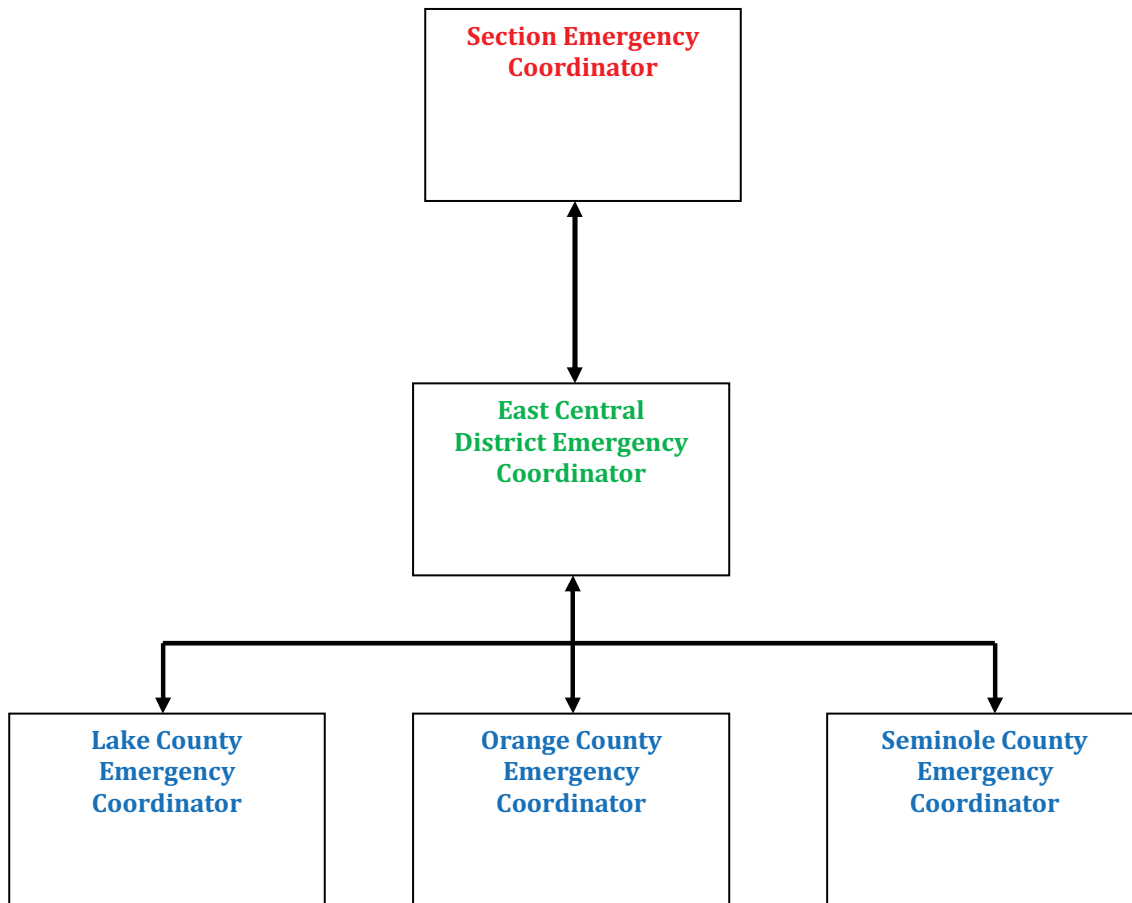 Section Emergency
Coordinator
East Central
District Emergency
Coordinator
Lake County
Emergency
Coordinator
Orange County
Emergency
Coordinator
Seminole County
Emergency
Coordinator